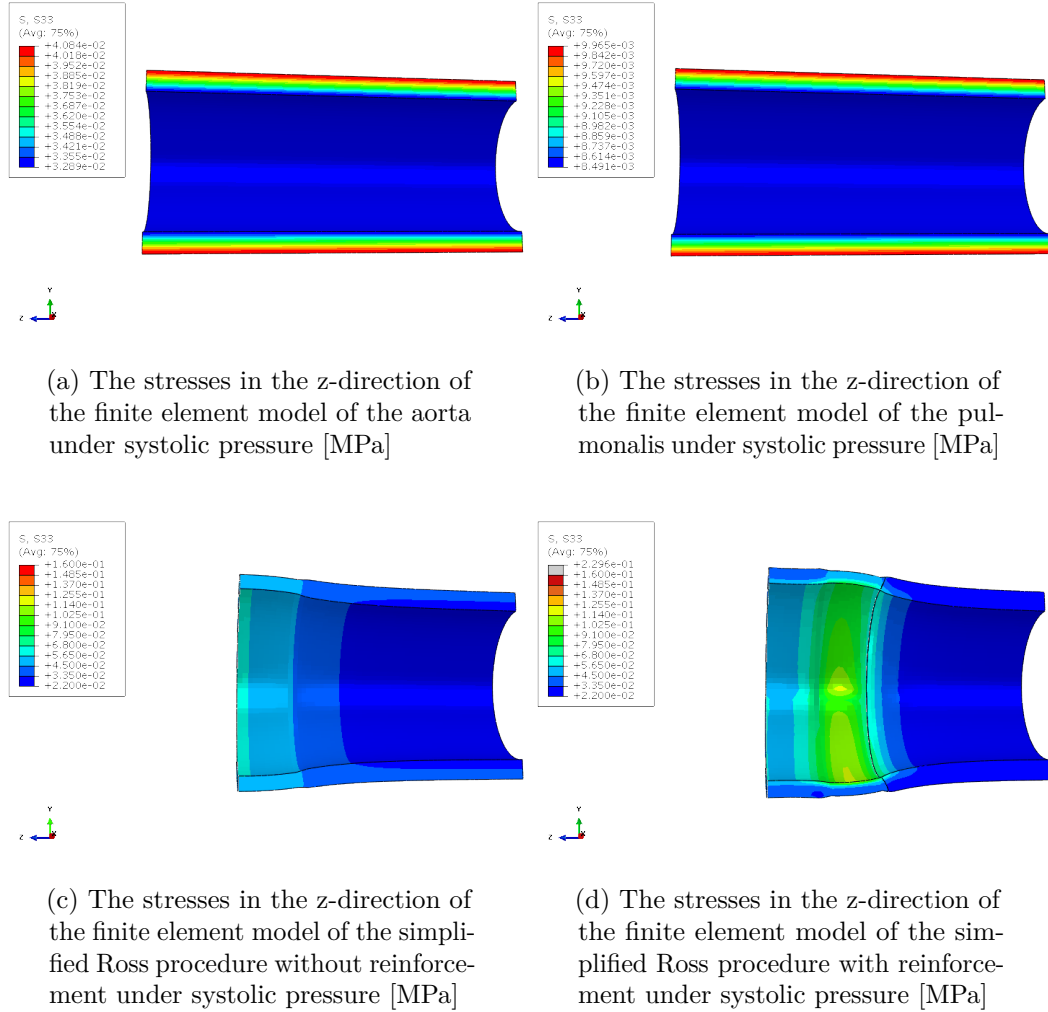 S, S33
(Avg: 75%)
+4.084e-02
+4.018e-02
+3.952e-02
+3.885e-02
+3.819e-02
+3.753e-02
+3.687e-02
+3.620e-02
+3.554e-02
+3.488e-02
+3.421e-02
+3.355e-02
+3.289e-02
Y
Z
X
S, S33
(Avg: 75%)
+9.965e-03
+9.842e-03
+9.720e-03
+9.597e-03
+9.474e-03
+9.351e-03
+9.228e-03
+9.105e-03
+8.982e-03
+8.859e-03
+8.737e-03
+8.614e-03
+8.491e-03
Y
Z
X
(a) The stresses in the z-direction of
the finite element model of the aorta
under systolic pressure [MPa]
(b) The stresses in the z-direction of
the finite element model of the pul-
monalis under systolic pressure [MPa]
S, S33
(Avg: 75%)
+1.600e-01
+1.485e-01
+1.370e-01
+1.255e-01
+1.140e-01
+1.025e-01
+9.100e-02
+7.950e-02
+6.800e-02
+5.650e-02
+4.500e-02
+3.350e-02
+2.200e-02
Y
Z
X
S, S33
(Avg: 75%)
+2.296e-01
+1.600e-01
+1.485e-01
+1.370e-01
+1.255e-01
+1.140e-01
+1.025e-01
+9.100e-02
+7.950e-02
+6.800e-02
+5.650e-02
+4.500e-02
+3.350e-02
+2.200e-02
Y
Z
X
(c) The stresses in the z-direction of
the finite element model of the simpli-
fied Ross procedure without reinforce-
ment under systolic pressure [MPa]
(d) The stresses in the z-direction of
the finite element model of the sim-
plified Ross procedure with reinforce-
ment under systolic pressure [MPa]